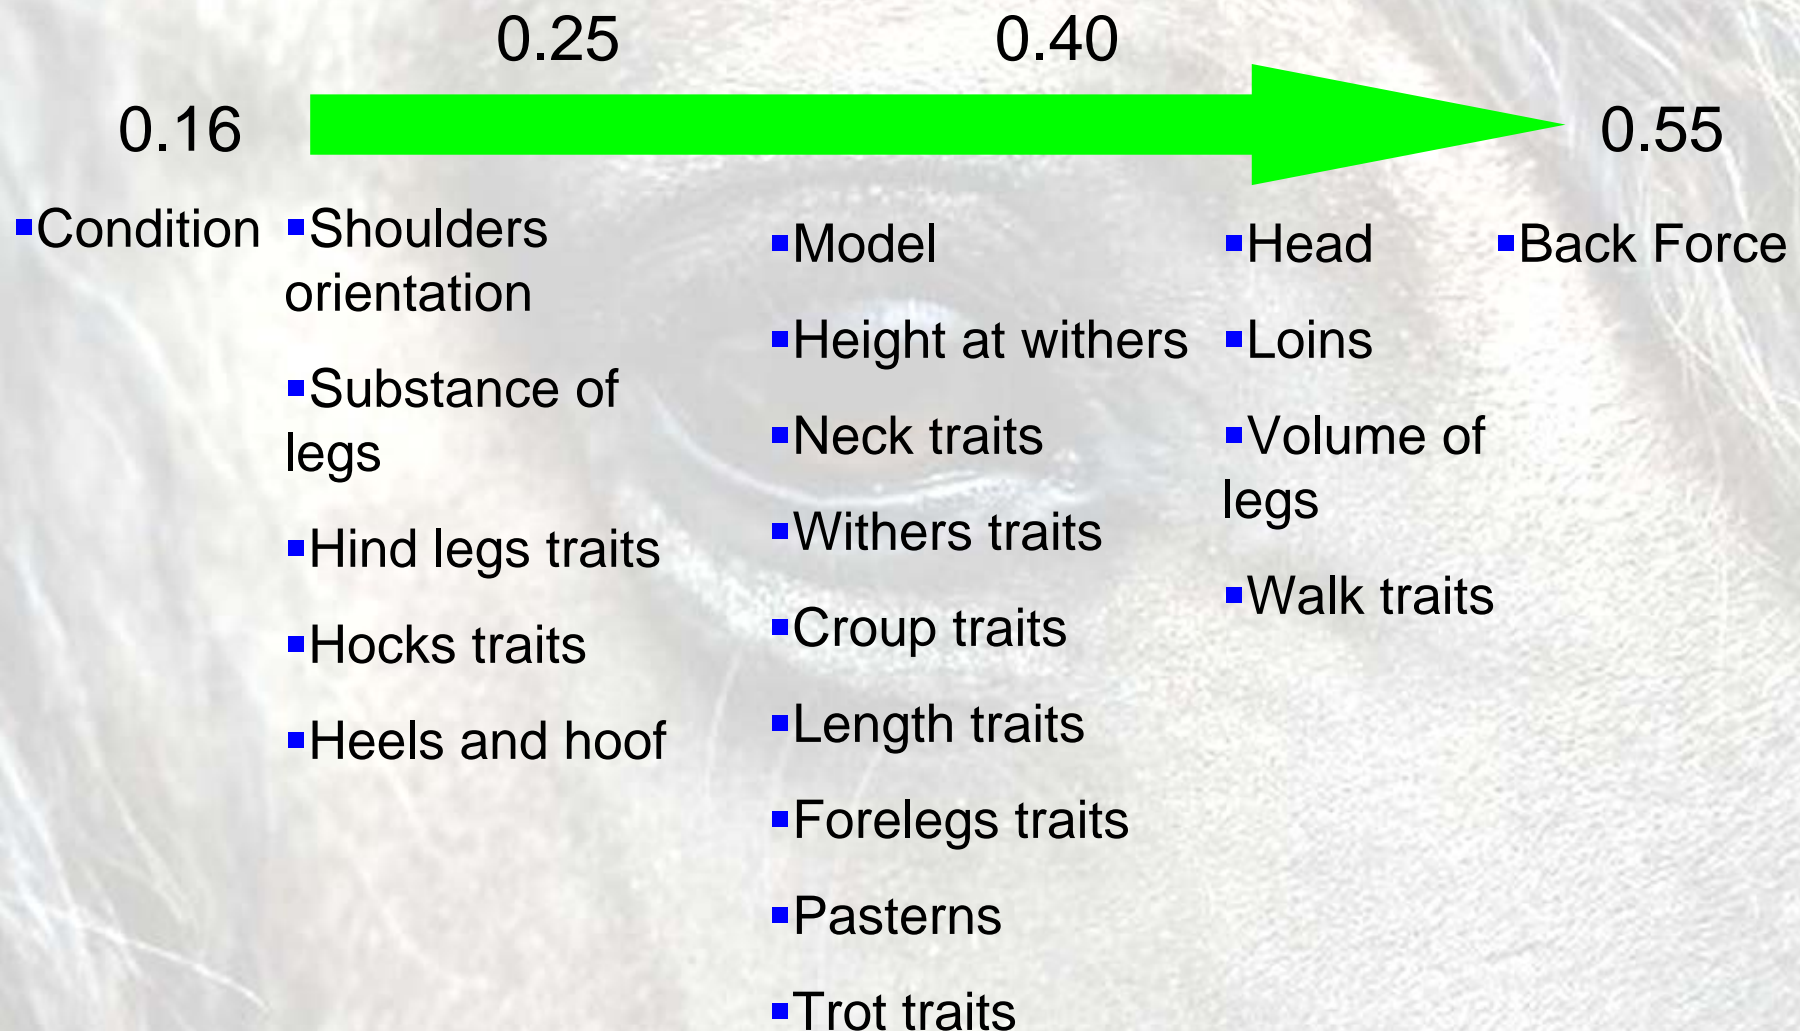 0.25
0.40
0.16
0.55
▪Condition
▪Shoulders
orientation
▪Substance of
legs
▪Hind legs traits
▪Hocks traits
▪Heels and hoof
▪Model
▪Height at withers
▪Neck traits
▪Withers traits
▪Croup traits
▪Length traits
▪Forelegs traits
▪Pasterns
▪Trot traits
▪Head
▪Loins
▪Volume of
legs
▪Walk traits
▪Back Force